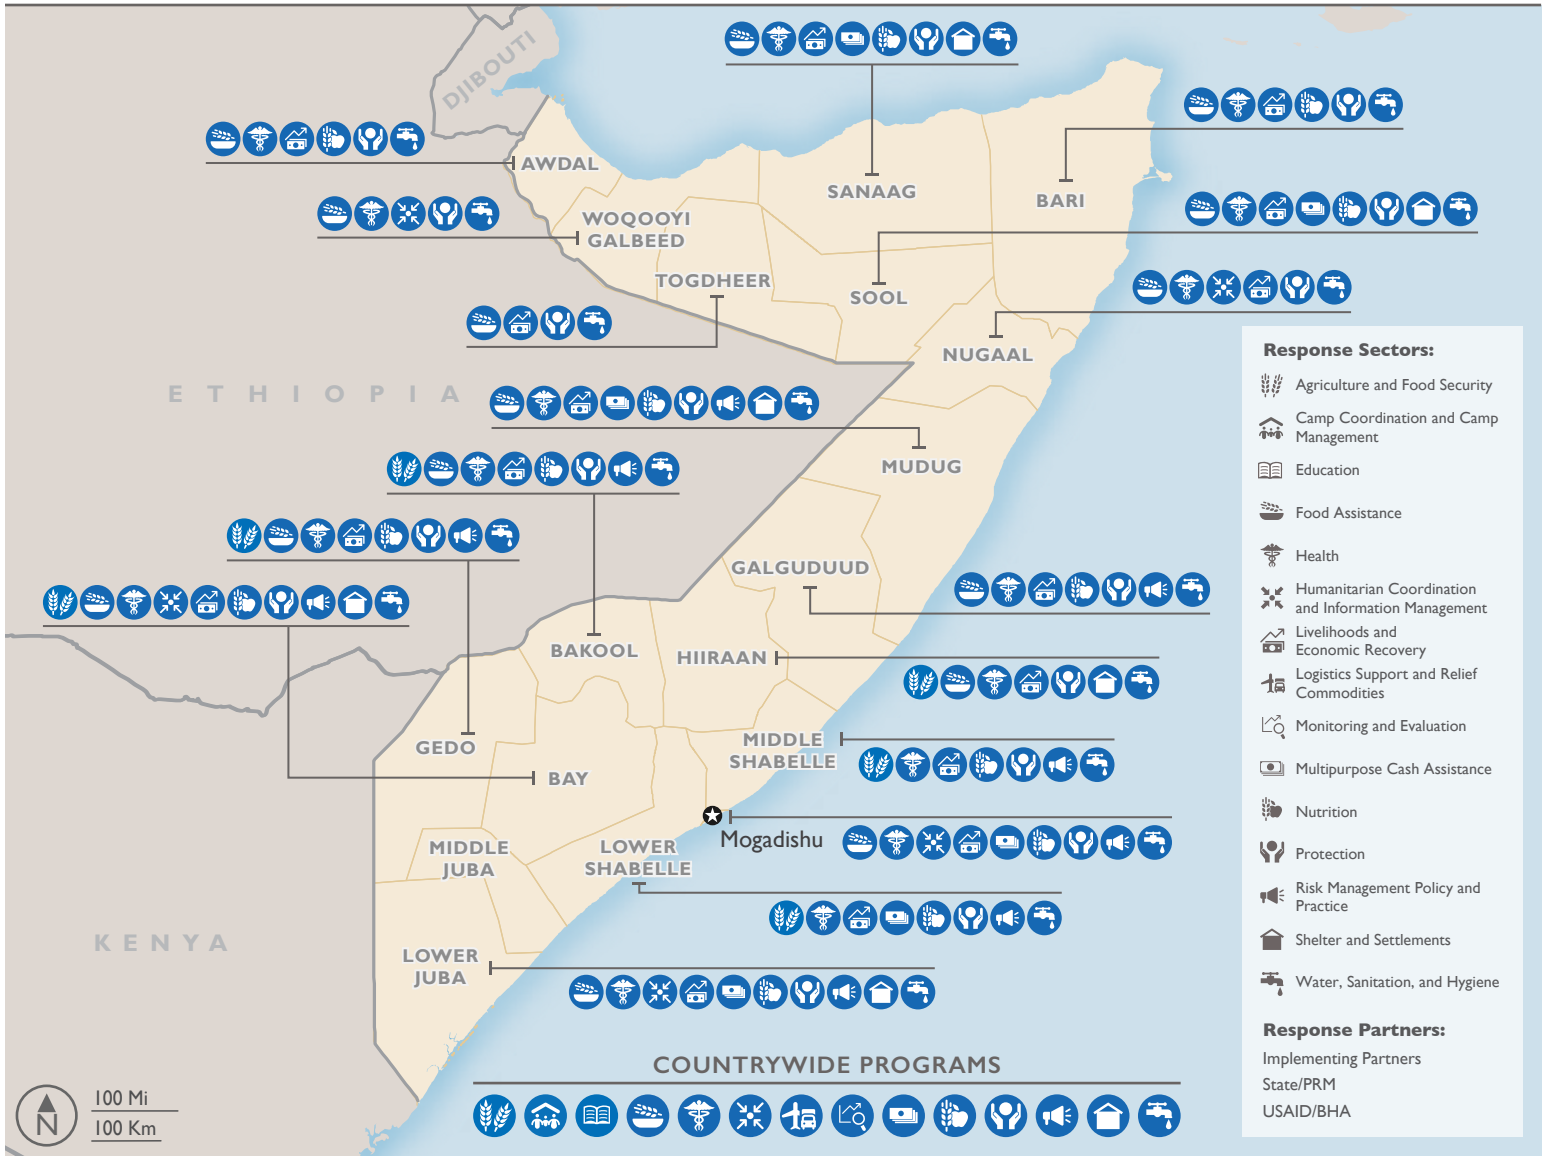 DJIBOUTI
AWDAL
SANAAG
BARI
WOQOOYI
GALBEED
TOGDHEER
SOOL
NUGAAL
ETHIOPIA
MUDUG
GALGUDUUD
BAKOOL
HIIRAAN
GEDO
MIDDLE
SHABELLE
BAY
Mogadishu
MIDDLE
JUBA
LOWER
SHABELLE
KENYA
LOWER
JUBA
COUNTRYWIDE PROGRAMS
N
100 Mi
100 Km
Response Sectors:
Agriculture and Food Security
Camp Coordination and Camp
Management
Education
Food Assistance
Health
Humanitarian Coordination
and Information Management
Livelihoods and
Economic Recovery
Logistics Support and Relief
Commodities
Monitoring and Evaluation
Multipurpose Cash Assistance
Nutrition
Protection
Risk Management Policy and
Practice
Shelter and Settlements
Water, Sanitation, and Hygiene
Response Partners:
Implementing Partners
State/PRM
USAID/BHA